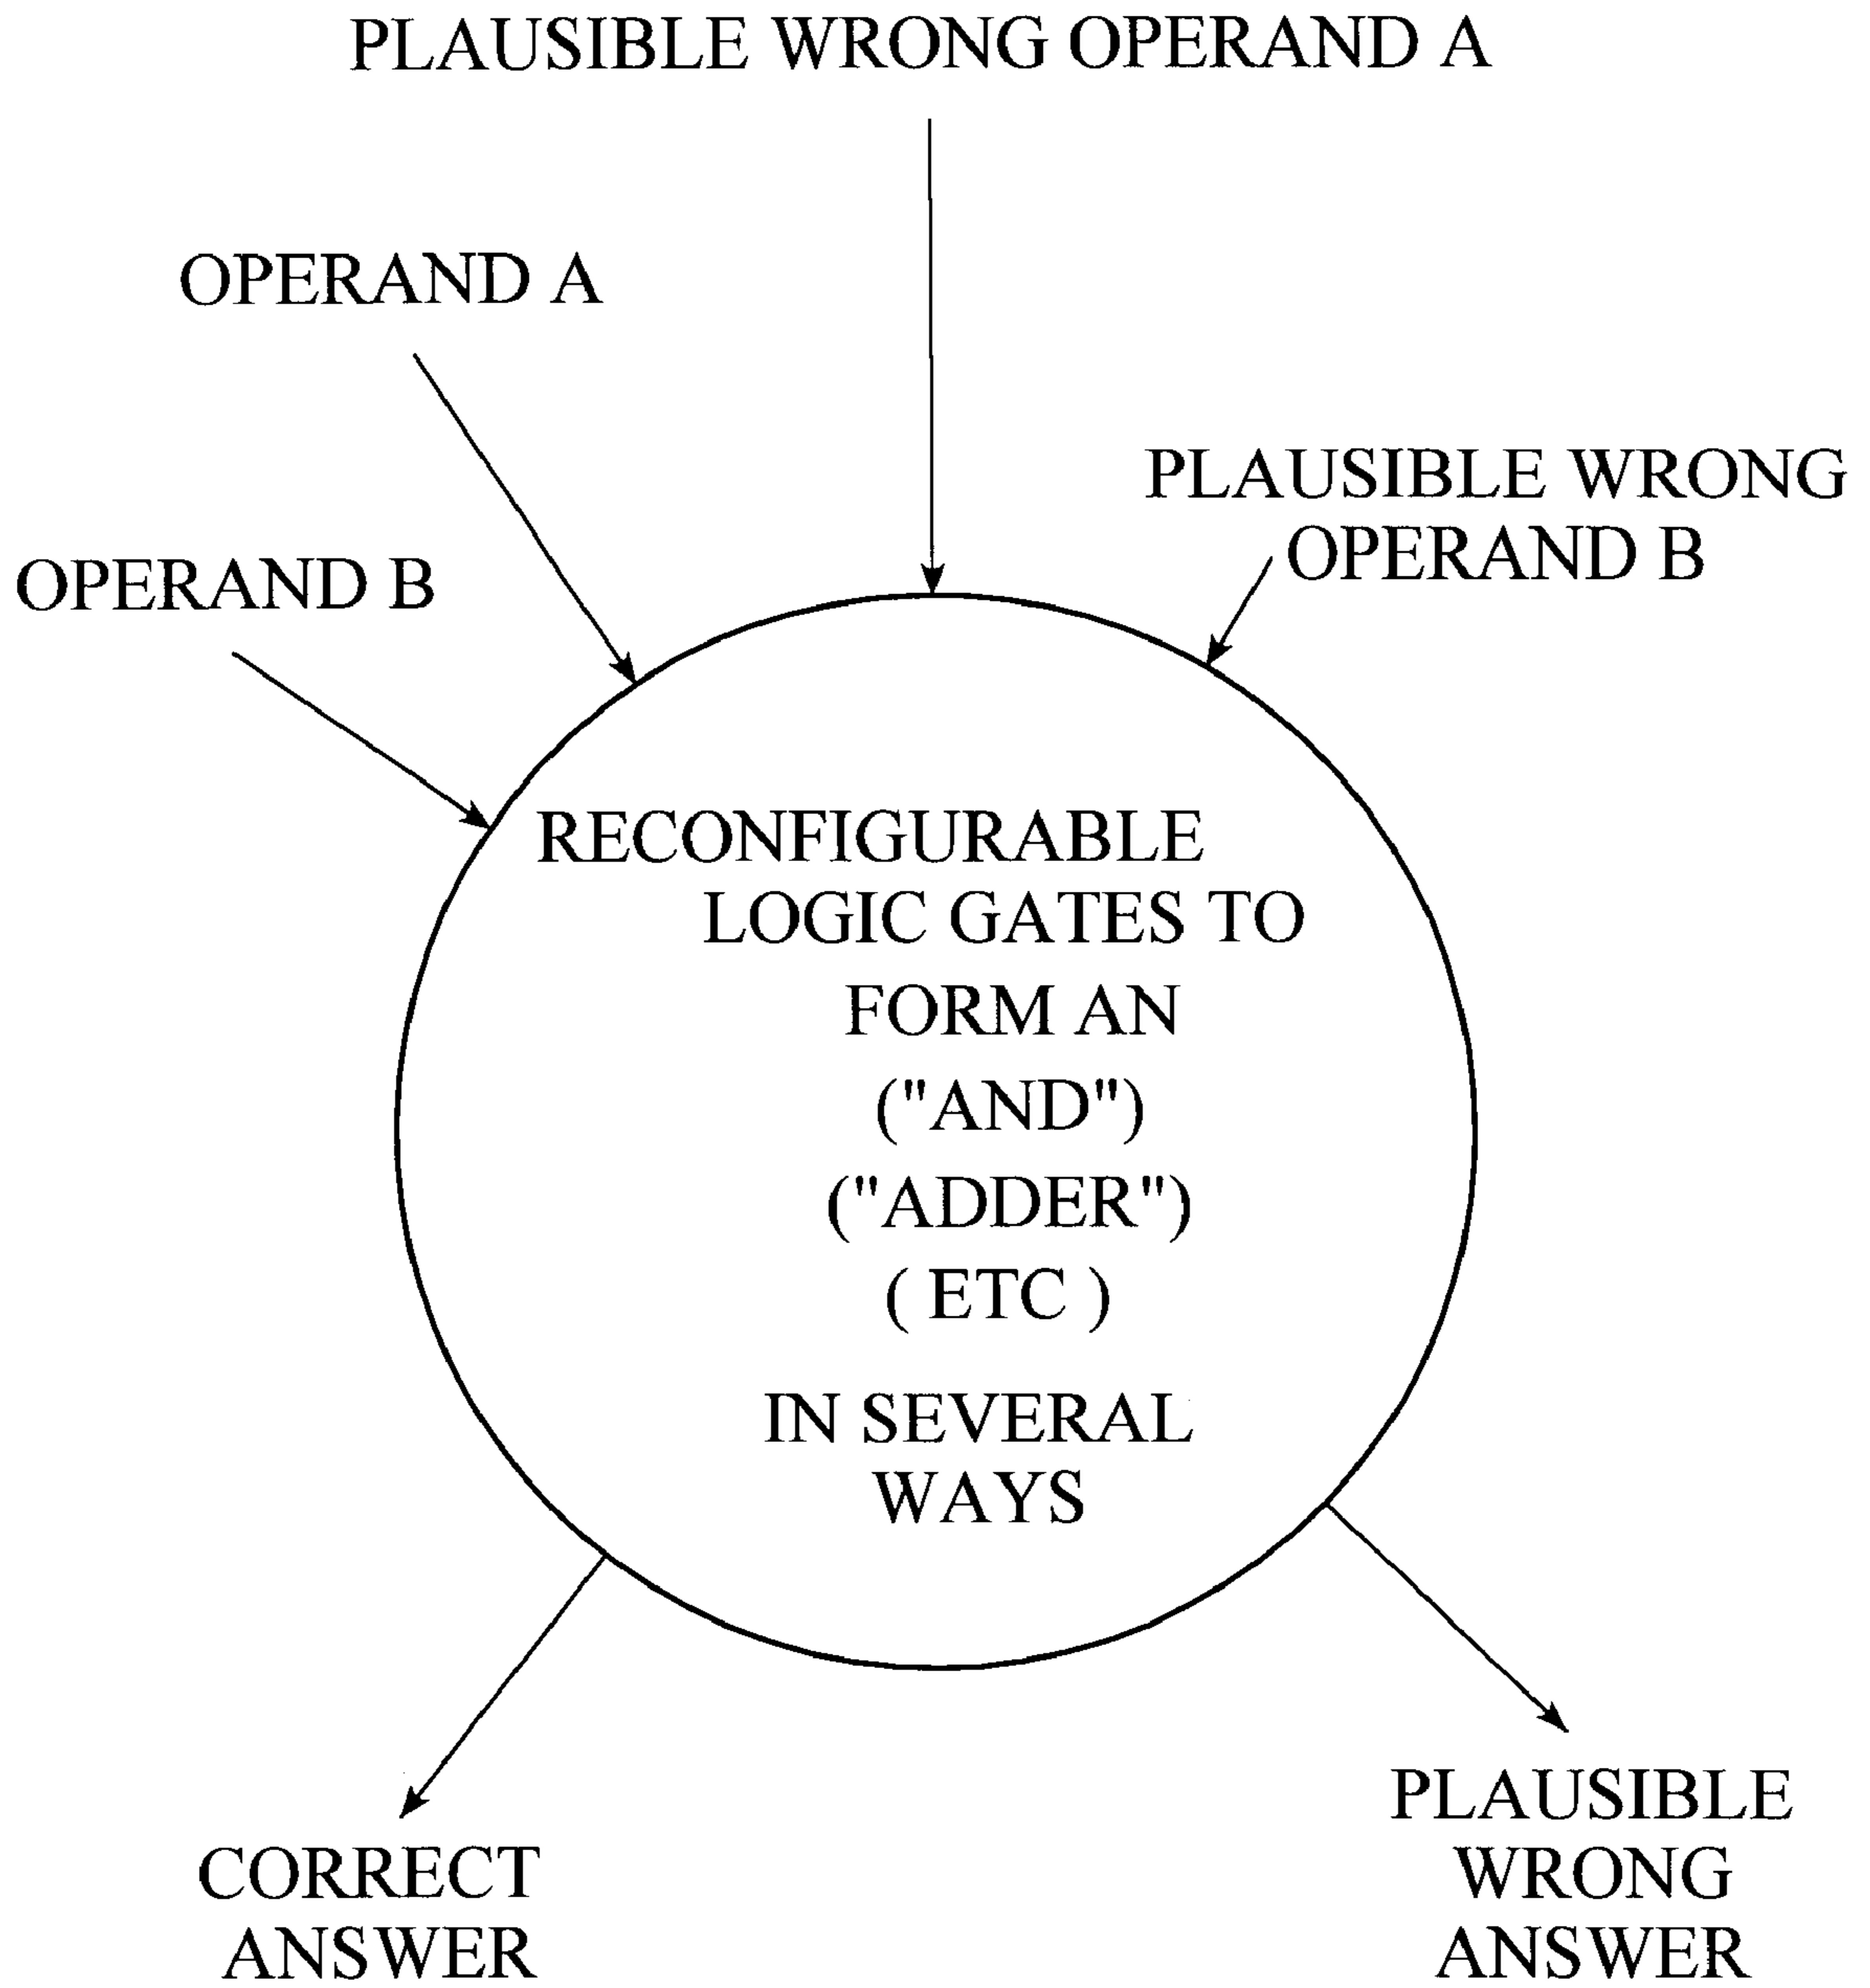 PLAUSIBLE WRONG OPERAND A
OPERAND A
PLAUSIBLE WRONG
OPERAND B
OPERAND B
RECONFIGURABLE
LOGIC GATES TO
FORM AN
("AND")
("ADDER")
( ETC )
IN SEVERAL
WAYS
CORRECT
ANSWER
PLAUSIBLE
WRONG
ANSWER